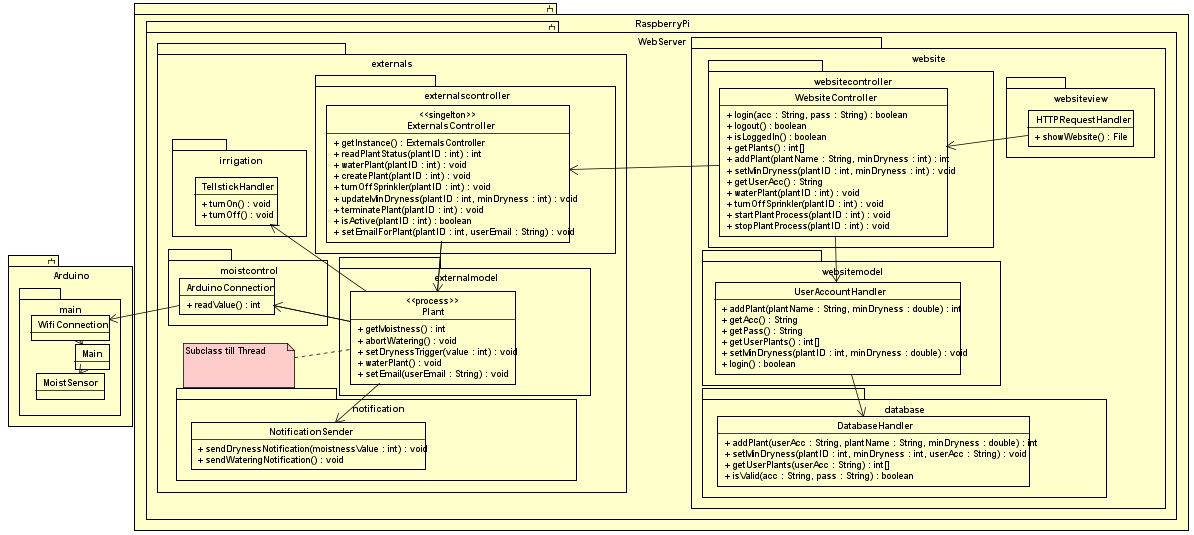 RaspberryPi
WebServer
externals
externalscontroller
<<singelton>>
ExternalsController
+ getInstance() : ExternalsController
+ readPlantStatus(plantID : int) : int
+ waterPlant(plantID : int) : void
+ createPlant(plantID : int) : void
+ turnOffSprinkler(plantID : int) : void
+ updateMinDryness(plantID : int, minDryness : int) : void
+ terminatePlant(plantID : int) : void
+ isActive(plantID : int) : boolean
+ setEmailForPlant(plantID : int, userEmail : String) : void
irrigation
TellstickHandler
+ turnOn() : void
+ turnOff() : void
moistcontrol
ArduinoConnection
+ readValue() : int
externalmodel
<<process>>
Plant
+ getMoistness() : int
+ abortWatering() : void
+ setDrynessTrigger(value : int) : void
+ waterPlant() : void
+ setEmail(userEmail : String) : void
Subclass till Thread
notification
NotificationSender
+ sendDrynessNotification(moistnessValue : int) : void
+ sendWateringNotification() : void
Arduino
main
WifiConnection
Main
MoistSensor
website
websitecontroller
WebsiteController
+ login(acc : String, pass : String) : boolean
+ logout() : boolean
+ isLoggedIn() : boolean
+ getPlants() : int[]
+ addPlant(plantName : String, minDryness : int) : int
+ setMinDryness(plantID : int, minDryness : int) : void
+ getUserAcc() : String
+ waterPlant(plantID : int) : void
+ turnOffSprinkler(plantID : int) : void
+ startPlantProcess(plantID : int) : void
+ stopPlantProcess(plantID : int) : void
websiteview
HTTPRequestHandler
+ showWebsite() : File
websitemodel
UserAccountHandler
+ addPlant(plantName : String, minDryness : double) : int
+ getAcc() : String
+ getPass() : String
+ getUserPlants() : int[]
+ setMinDryness(plantID : int, minDryness : double) : void
+ login() : boolean
database
DatabaseHandler
+ addPlant(userAcc : String, plantName : String, minDryness : double) : int
+ setMinDryness(plantID : int, minDryness : int, userAcc : String) : void
+ getUserPlants(userAcc : String) : int[]
+ isValid(acc : String, pass : String) : boolean